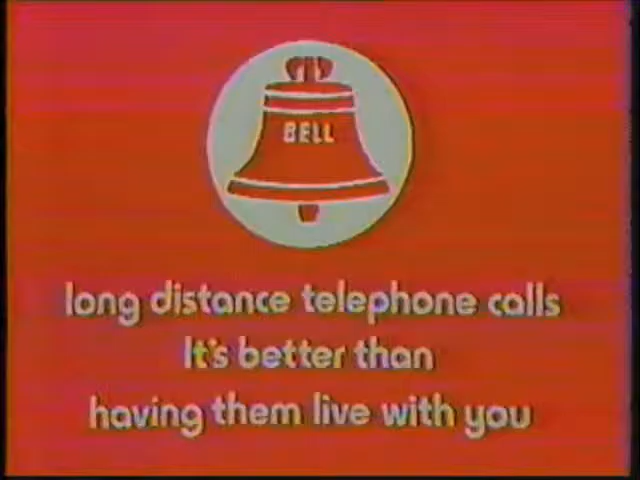 BELL
long distance telephone calls
It's better than
having them live with you